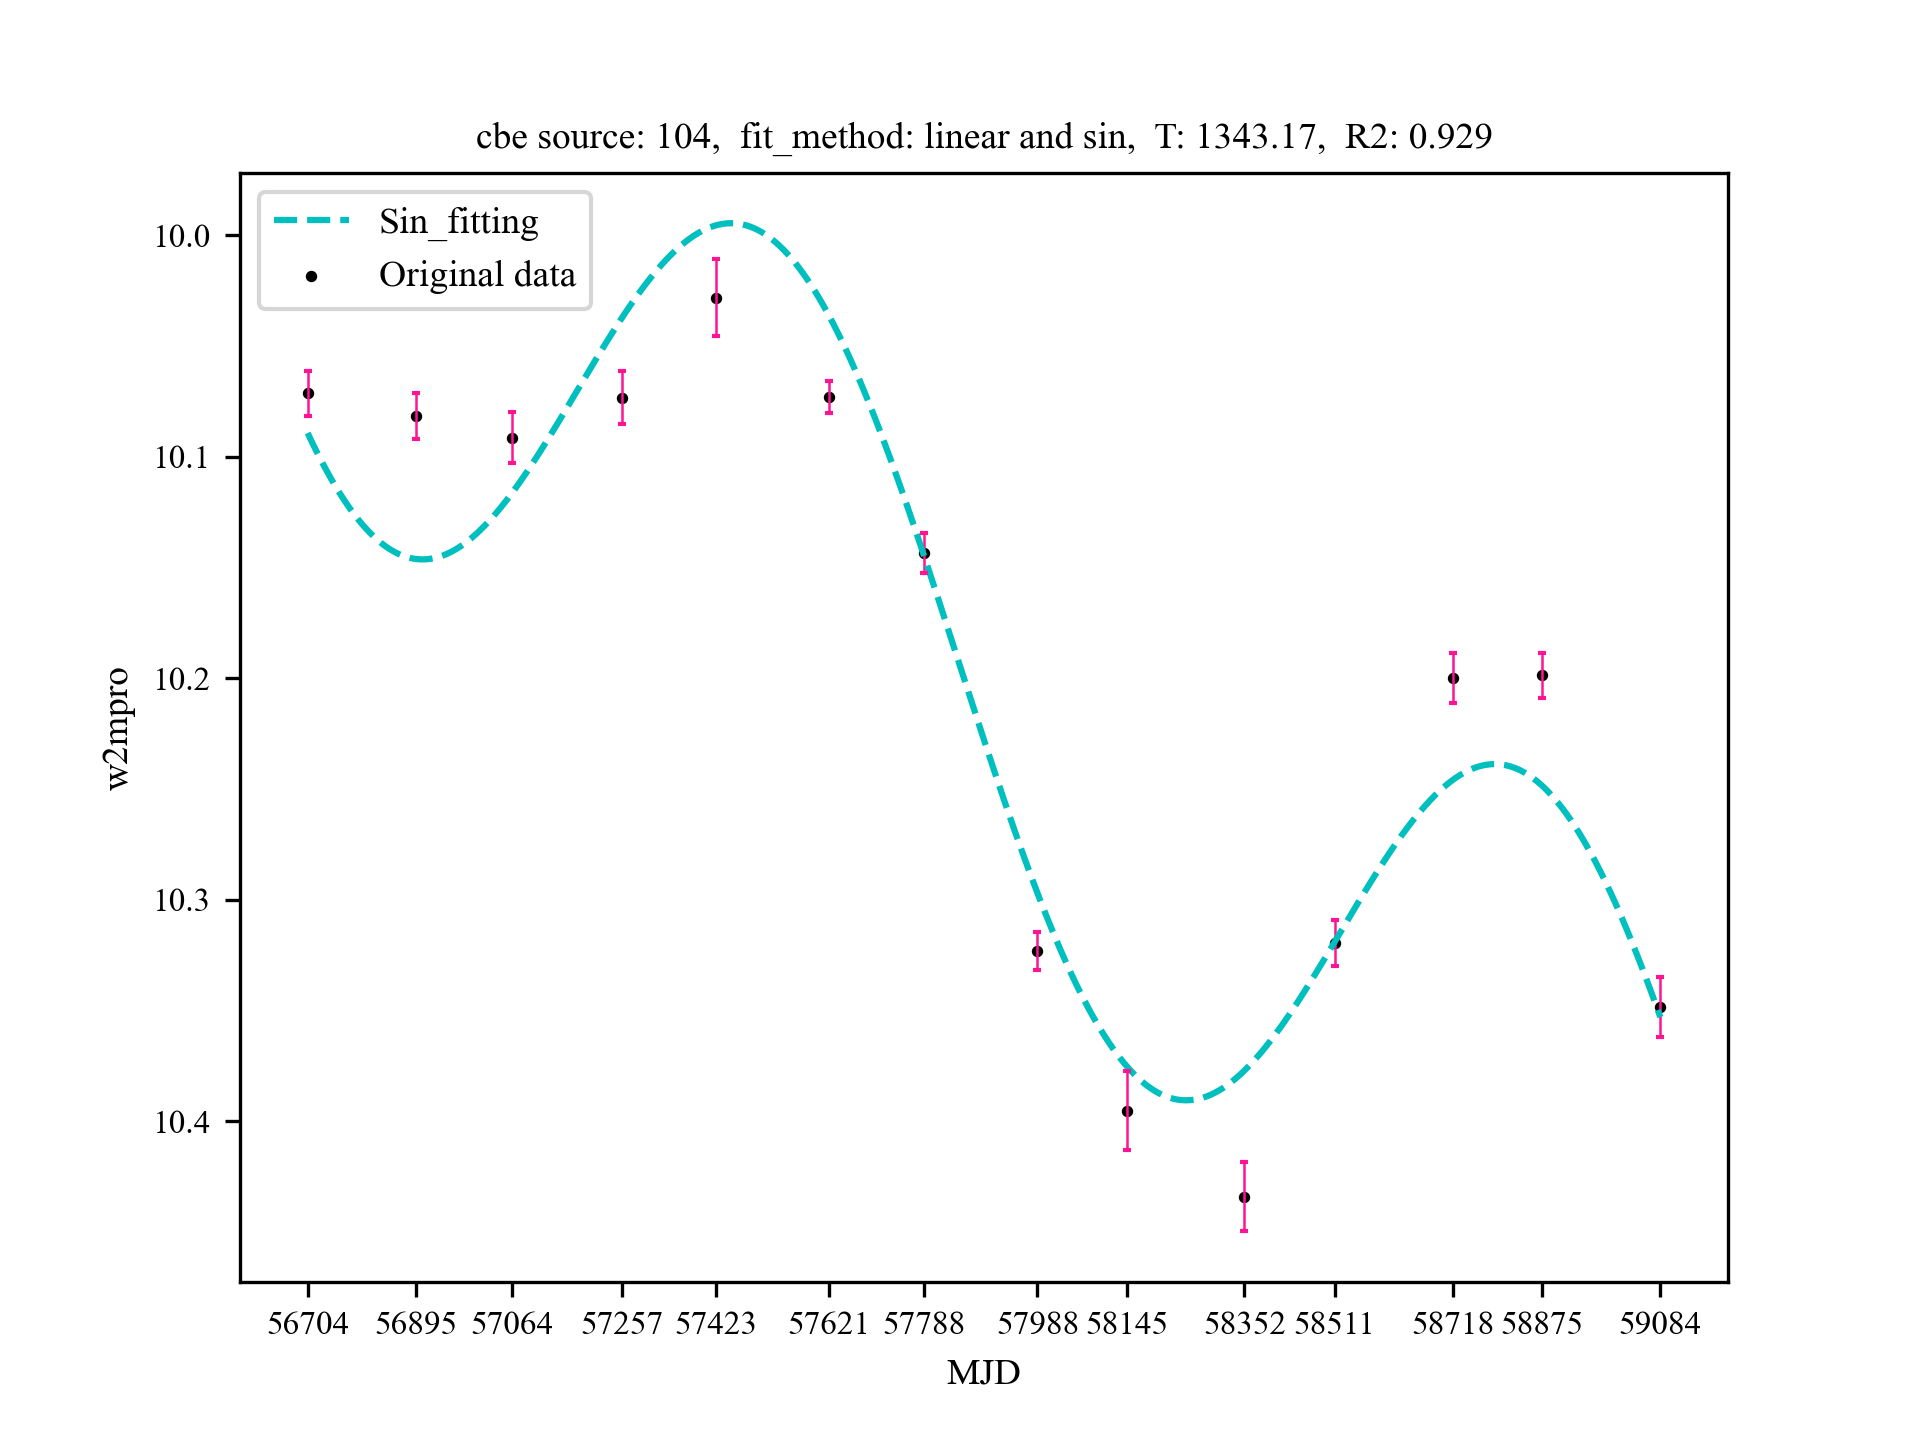 cbe source: 104,  fit_method: linear and sin,  T: 1343.17,  R2: 0.929
Sin_fitting
Original data
10.0
10.1
10.2
10.3
10.4
w2mpro
56704 56895 57064 57257 57423 57621 57788 57988 58145 58352 58511 58718 58875 59084
MJD